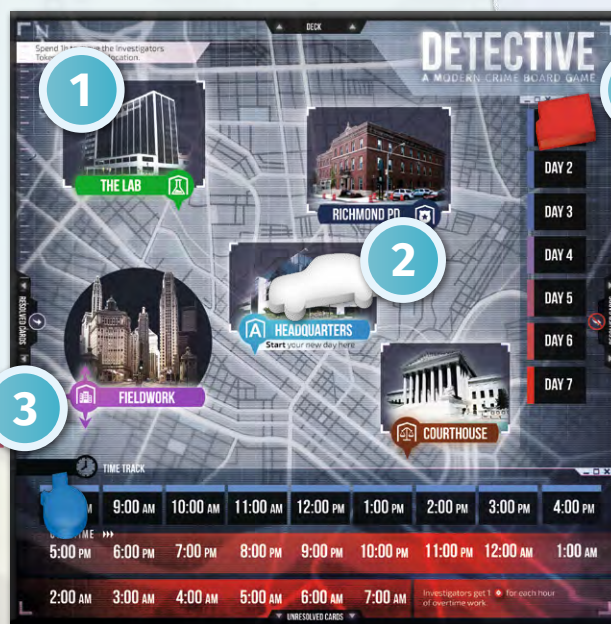 DECK
Spend 1h to the Investigators
location.
DETECTIVE
A MODERN CRIME BOARD GAME
1
THE LAB
RICHMOND PD
DAY 2
DAY 3
DAY 4
DAY 5
DAY 6
DAY 7
2
HEADQUARTERS
Start your new day here
RESOLVED CARDS
3
FIELDWORK
COURTHOUSE
TIME TRACK
9:00 AM 10:00 AM 11:00 AM 12:00 PM 1:00 PM 2:00 PM 3:00 PM 4:00 PM
5:00 PM 6:00 PM 7:00 PM 8:00 PM 9:00 PM 10:00 PM 11:00 PM 12:00 AM 1:00 AM
2:00 AM 3:00 AM 4:00 AM 5:00 AM 6:00 AM 7:00 AM
Investigators get 1 for each hour
of overtime work.
UNRESOLVED CARDS